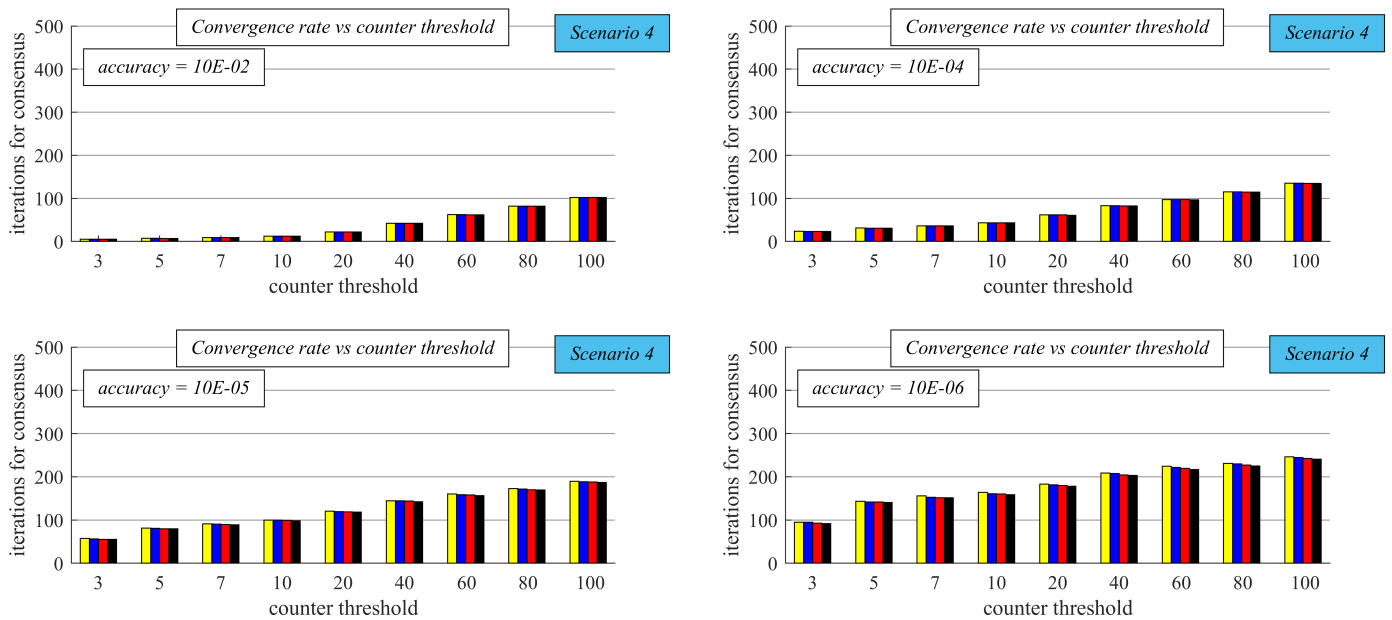 Convergence rate vs counter threshold
Scenario 4
accuracy = 10E-02
iterations for consensus
500
400
300
200
100
0
3 5 7 10 20 40 60 80 100
counter threshold
Convergence rate vs counter threshold
Scenario 4
accuracy = 10E-04
iterations for consensus
500
400
300
200
100
0
3 5 7 10 20 40 60 80 100
counter threshold
Convergence rate vs counter threshold
Scenario 4
accuracy = 10E-05
iterations for consensus
500
400
300
200
100
0
3 5 7 10 20 40 60 80 100
counter threshold
Convergence rate vs counter threshold
Scenario 4
accuracy = 10E-06
iterations for consensus
500
400
300
200
100
0
3 5 7 10 20 40 60 80 100
counter threshold